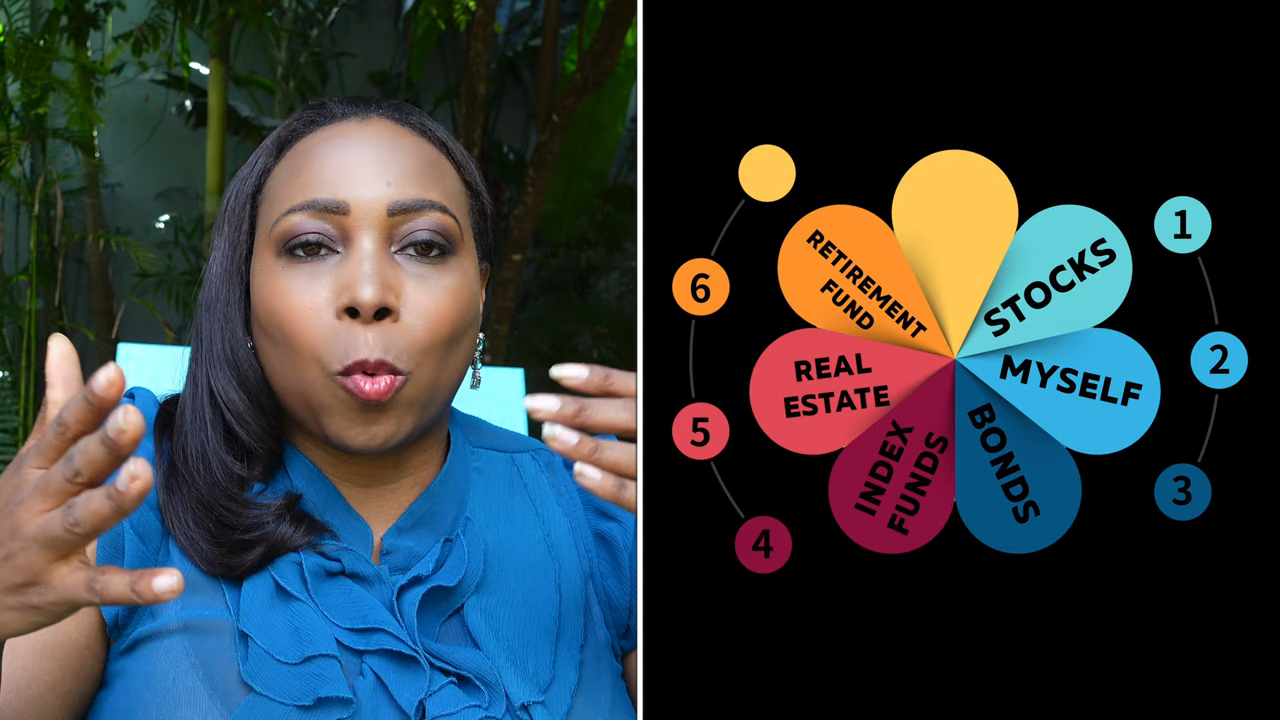 1
STOCKS
2
MYSELF
3
BONDS
4
INDEX
FUNDS
5
REAL
ESTATE
6
RETIREMENT
FUND